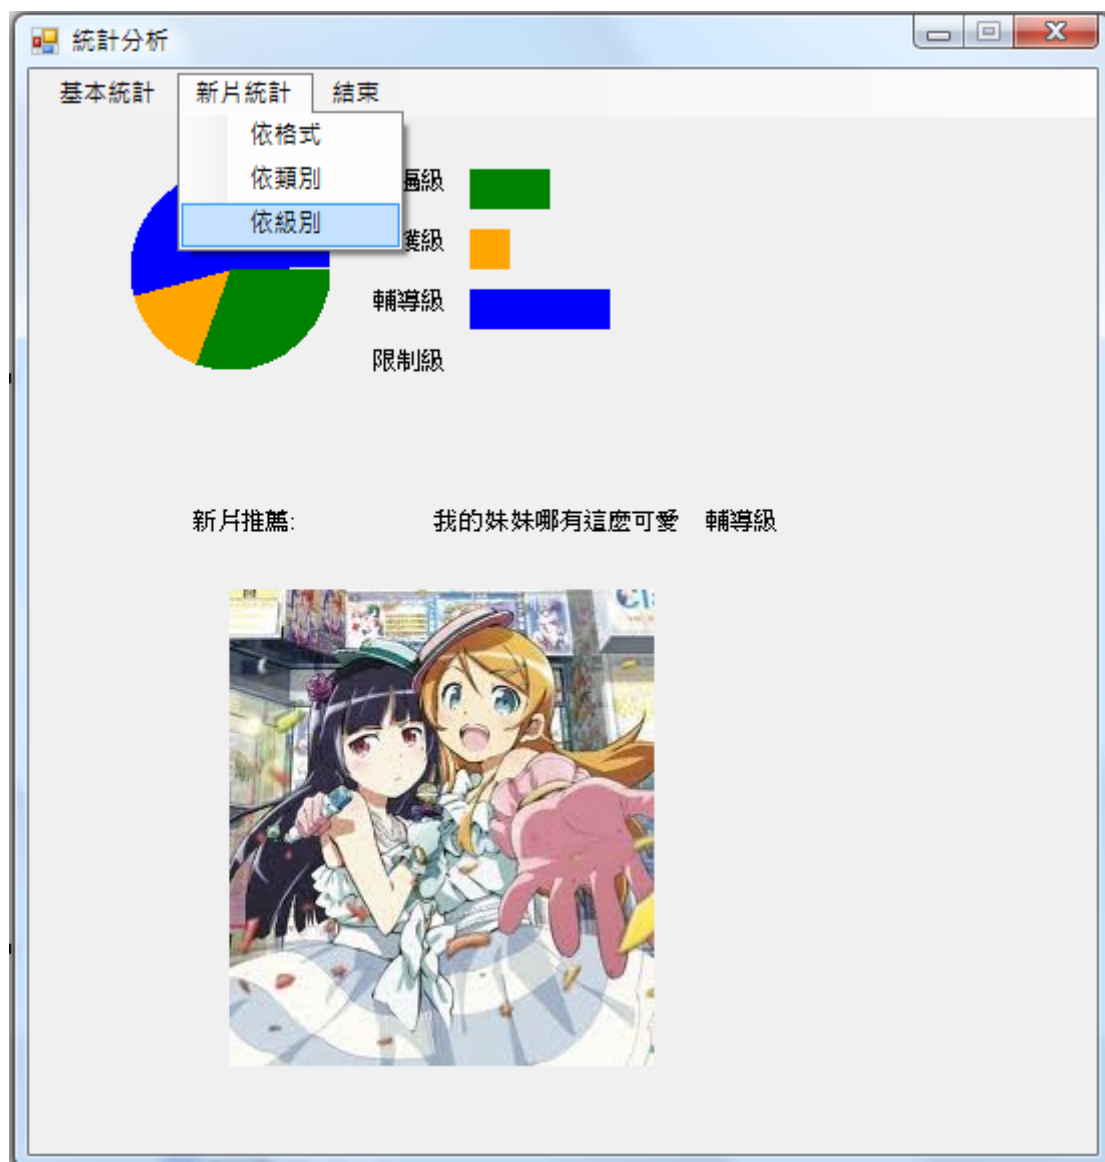 統計分析
基本統計 新片統計 結束
依格式
依類別
依級別
輔導級
限制級
新片推薦: 我的妹妹哪有這麼可愛 輔導級